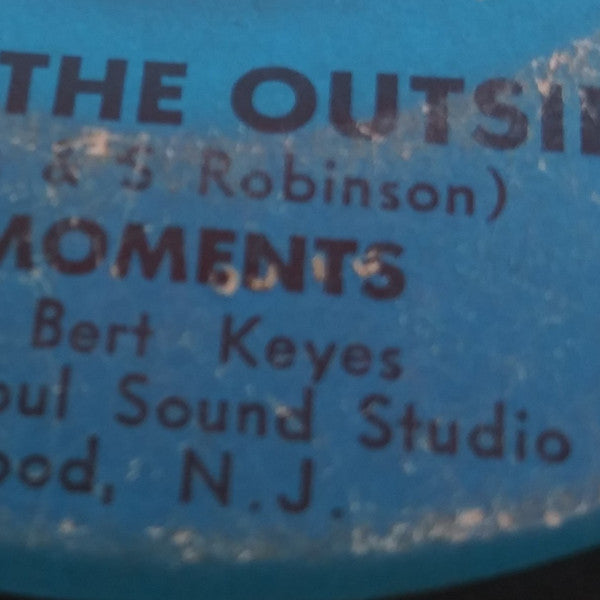 THE OUTSI
& S Robinson)
MOMENTS
Bert Keyes
oul Sound Studio
ood, N.J.